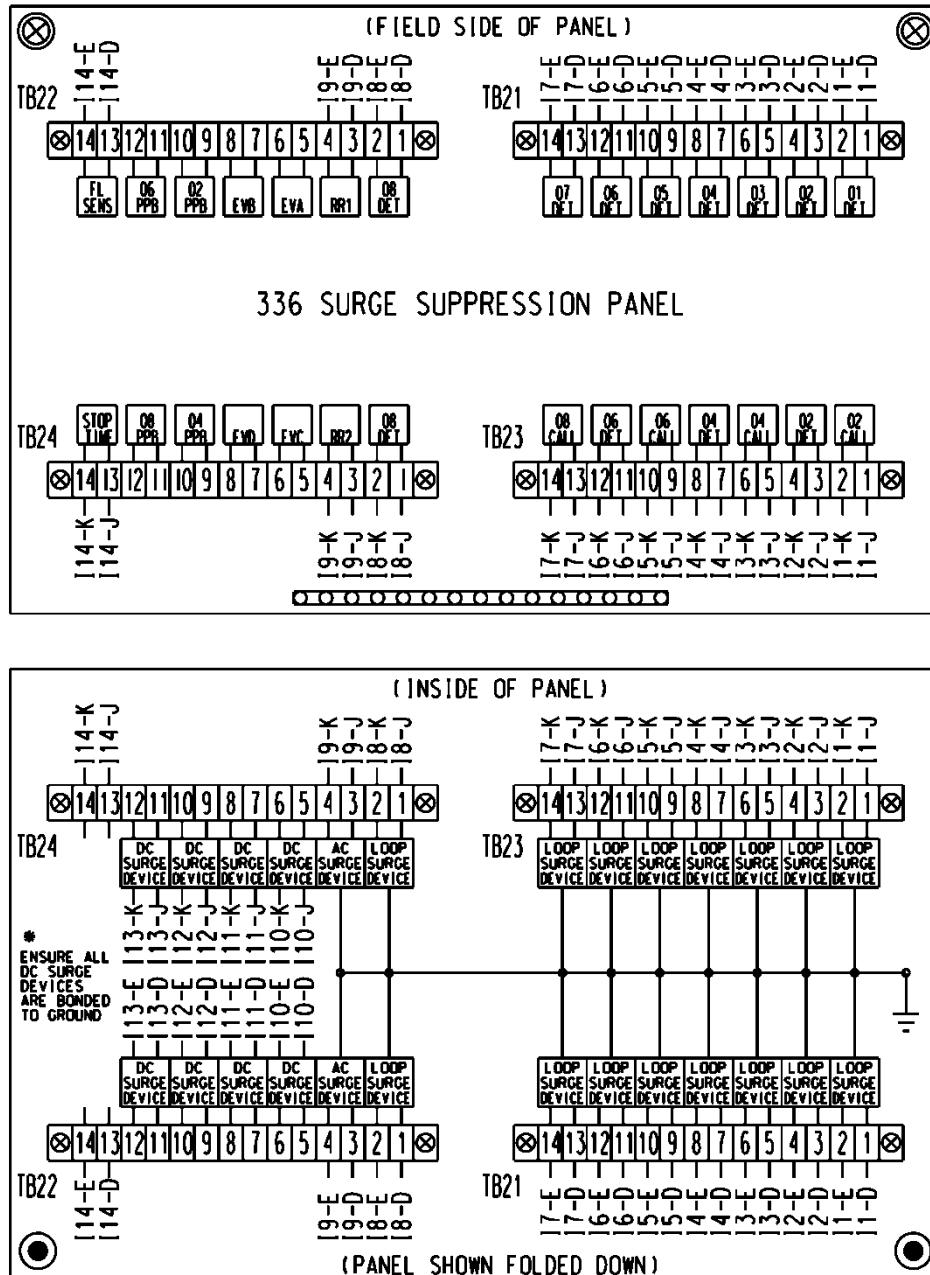 (FIELD SIDE OF PANEL)
I14-E I14-D I9-E I9-D I8-E I8-D
I7-E I7-D I6-E I6-D I5-E I5-D I4-E I4-D I3-E I3-D I2-E I2-D I1-E I1-D
TB22
14 13 12 11 10 9 8 7 6 5 4 3 2 1
TB21
14 13 12 11 10 9 8 7 6 5 4 3 2 1
FL SENS
06 PPB
02 PPB
EVB
EVA
RR1
08 DET
07 DET
06 DET
05 DET
04 DET
03 DET
02 DET
01 DET
336 SURGE SUPPRESSION PANEL
TB24
STOP TIME
08 PPB
04 PPB
EVD
EVC
RR2
08 DET
TB23
08 CALL
06 DET
06 CALL
04 DET
04 CALL
02 DET
02 CALL
14 13 12 11 10 9 8 7 6 5 4 3 2 1
14 13 12 11 10 9 8 7 6 5 4 3 2 1
I14-K I14-J I9-K I9-J I8-K I8-J
I7-K I7-J I6-K I6-J I5-K I5-J I4-K I4-J I3-K I3-J I2-K I2-J I1-K I1-J
(INSIDE OF PANEL)
I14-K I14-J I9-K I9-J I8-K I8-J
I7-K I7-J I6-K I6-J I5-K I5-J I4-K I4-J I3-K I3-J I2-K I2-J I1-K I1-J
14 13 12 11 10 9 8 7 6 5 4 3 2 1
14 13 12 11 10 9 8 7 6 5 4 3 2 1
TB24
TB23
DC DC DC DC AC LOOP
SURGE SURGE SURGE SURGE SURGE SURGE
DEVICE DEVICE DEVICE DEVICE DEVICE DEVICE
LOOP LOOP LOOP LOOP LOOP LOOP LOOP
SURGE SURGE SURGE SURGE SURGE SURGE SURGE
DEVICE DEVICE DEVICE DEVICE DEVICE DEVICE DEVICE
I13-K I13-J I12-K I12-J I11-K I11-J I10-K I10-J
*
ENSURE ALL
DC SURGE
DEVICES
ARE BONDED
TO GROUND
I13-E I13-D I12-E I12-D I11-E I11-D I10-E I10-D
DC DC DC DC AC LOOP
SURGE SURGE SURGE SURGE SURGE SURGE
DEVICE DEVICE DEVICE DEVICE DEVICE DEVICE
LOOP LOOP LOOP LOOP LOOP LOOP LOOP
SURGE SURGE SURGE SURGE SURGE SURGE SURGE
DEVICE DEVICE DEVICE DEVICE DEVICE DEVICE DEVICE
14 13 12 11 10 9 8 7 6 5 4 3 2 1
14 13 12 11 10 9 8 7 6 5 4 3 2 1
TB22
TB21
I14-E I14-D I9-E I9-D I8-E I8-D
I7-E I7-D I6-E I6-D I5-E I5-D I4-E I4-D I3-E I3-D I2-E I2-D I1-E I1-D
(PANEL SHOWN FOLDED DOWN)